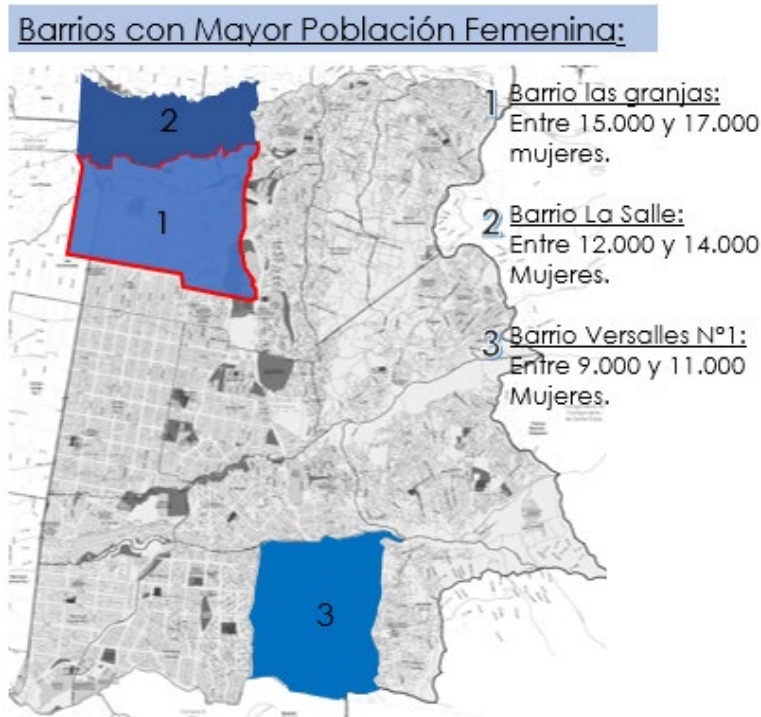 Barrios con Mayor Población Femenina:
1 Barrio las granjas:
Entre 15.000 y 17.000
mujeres.
2 Barrio La Salle:
Entre 12.000 y 14.000
Mujeres.
3 Barrio Versalles N°1:
Entre 9.000 y 11.000
Mujeres.
2
1
3